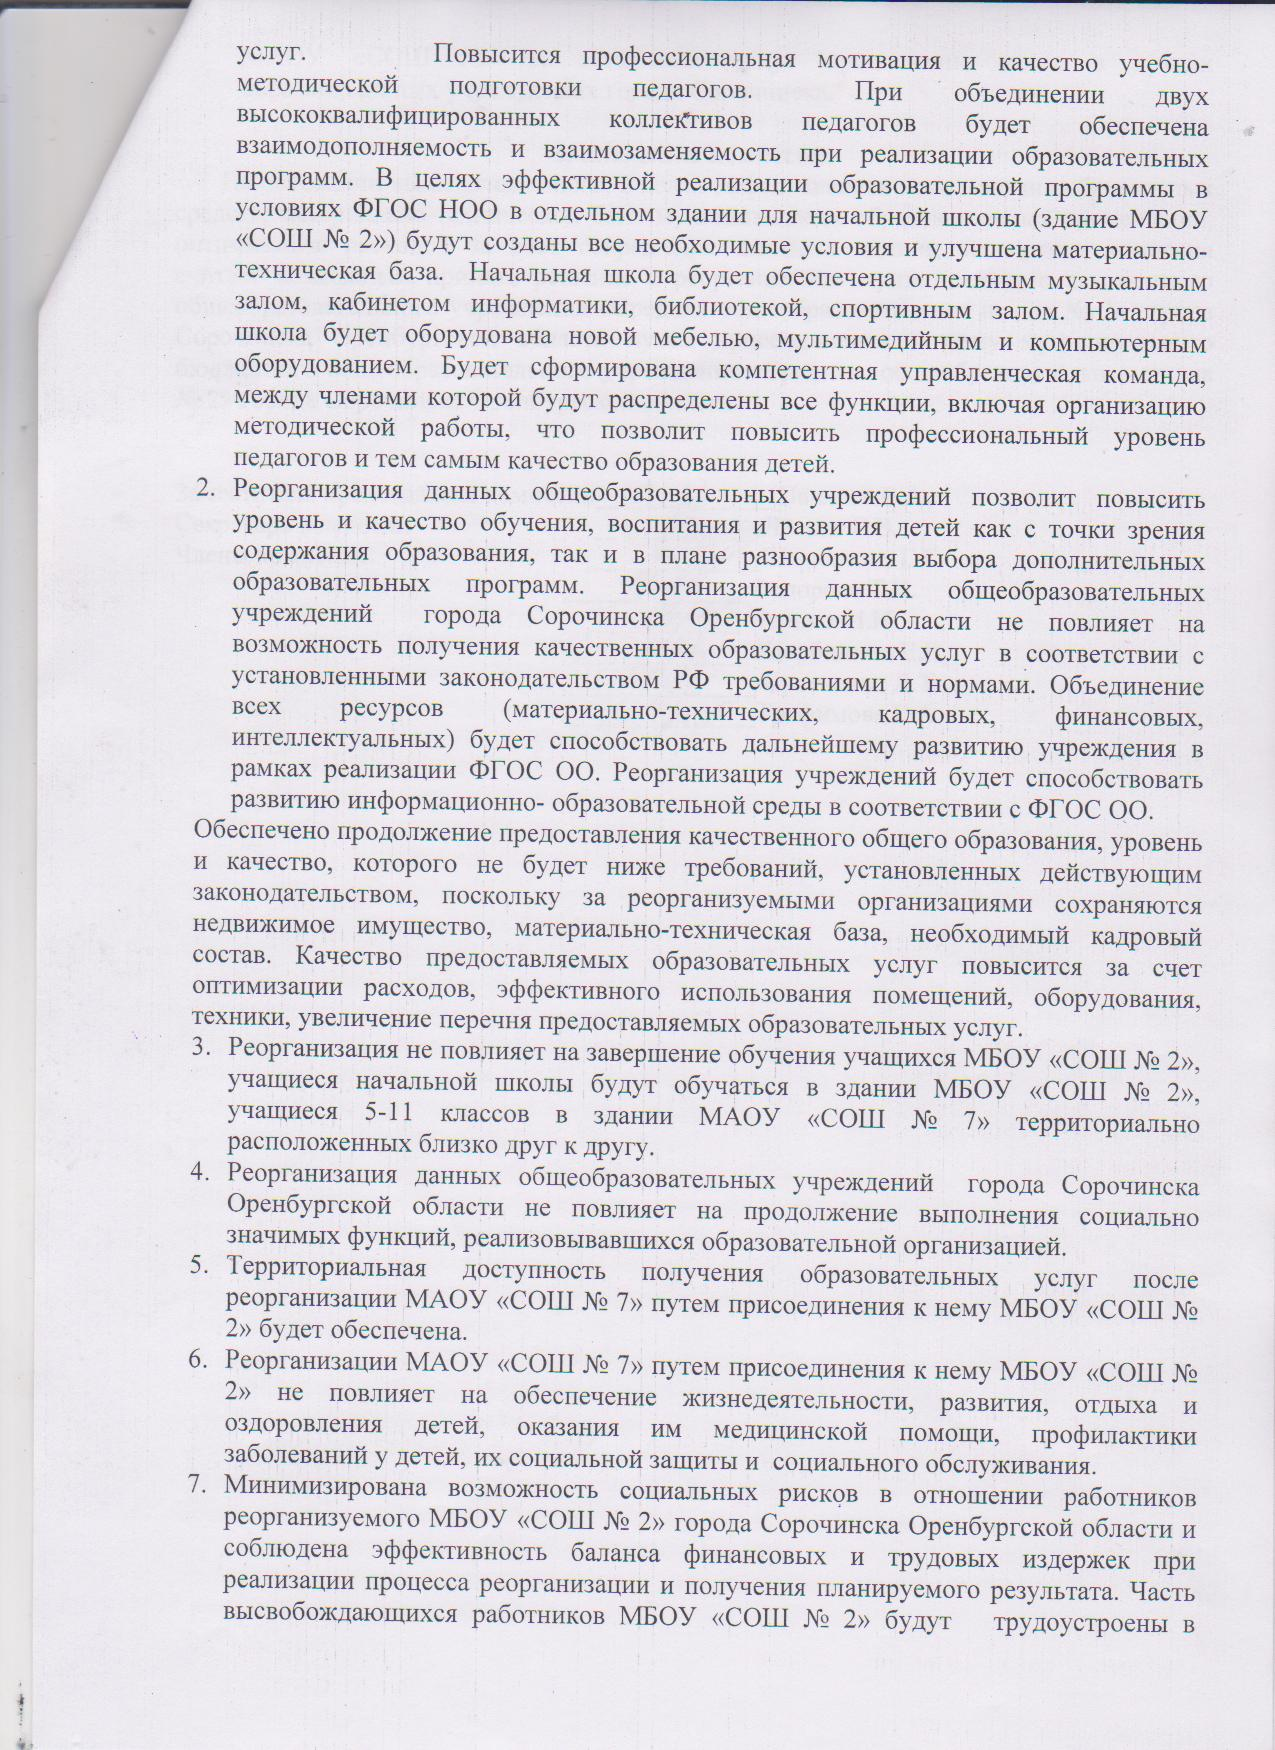 услуг. Повысится профессиональная мотивация и качество учебно-
методической подготовки педагогов. При объединении двух
высококвалифицированных коллективов педагогов будет обеспечена
взаимодополняемость и взаимозаменяемость при реализации образовательных
программ. В целях эффективной реализации образовательной программы в
условиях ФГОС НОО в отдельном здании для начальной школы (здание МБОУ
«СОШ № 2») будут созданы все необходимые условия и улучшена материально-
техническая база. Начальная школа будет обеспечена отдельным музыкальным
залом, кабинетом информатики, библиотекой, спортивным залом. Начальная
школа будет оборудована новой мебелью, мультимедийным и компьютерным
оборудованием. Будет сформирована компетентная управленческая команда,
между членами которой будут распределены все функции, включая организацию
методической работы, что позволит повысить профессиональный уровень
педагогов и тем самым качество образования детей.
2. Реорганизация данных общеобразовательных учреждений позволит повысить
уровень и качество обучения, воспитания и развития детей как с точки зрения
содержания образования, так и в плане разнообразия выбора дополнительных
образовательных программ. Реорганизация данных общеобразовательных
учреждений города Сорочинска Оренбургской области не повлияет на
возможность получения качественных образовательных услуг в соответствии с
установленными законодательством РФ требованиями и нормами. Объединение
всех ресурсов (материально-технических, кадровых, финансовых,
интеллектуальных) будет способствовать дальнейшему развитию учреждения в
рамках реализации ФГОС ОО. Реорганизация учреждений будет способствовать
развитию информационно- образовательной среды в соответствии с ФГОС ОО.
Обеспечено продолжение предоставления качественного общего образования, уровень
и качество, которого не будет ниже требований, установленных действующим
законодательством, поскольку за реорганизуемыми организациями сохраняются
недвижимое имущество, материально-техническая база, необходимый кадровый
состав. Качество предоставляемых образовательных услуг повысится за счет
оптимизации расходов, эффективного использования помещений, оборудования,
техники, увеличение перечня предоставляемых образовательных услуг.
3. Реорганизация не повлияет на завершение обучения учащихся МБОУ «СОШ № 2»,
учащиеся начальной школы будут обучаться в здании МБОУ «СОШ № 2»,
учащиеся 5-11 классов в здании МАОУ «СОШ № 7» территориально
расположенных близко друг к другу.
4. Реорганизация данных общеобразовательных учреждений города Сорочинска
Оренбургской области не повлияет на продолжение выполнения социально
значимых функций, реализовывавшихся образовательной организацией.
5. Территориальная доступность получения образовательных услуг после
реорганизации МАОУ «СОШ № 7» путем присоединения к нему МБОУ «СОШ №
2» будет обеспечена.
6. Реорганизации МАОУ «СОШ № 7» путем присоединения к нему МБОУ «СОШ №
2» не повлияет на обеспечение жизнедеятельности, развития, отдыха и
оздоровления детей, оказания им медицинской помощи, профилактики
заболеваний у детей, их социальной защиты и социального обслуживания.
7. Минимизирована возможность социальных рисков в отношении работников
реорганизуемого МБОУ «СОШ № 2» города Сорочинска Оренбургской области и
соблюдена эффективность баланса финансовых и трудовых издержек при
реализации процесса реорганизации и получения планируемого результата. Часть
высвобождающихся работников МБОУ «СОШ № 2» будут трудоустроены в